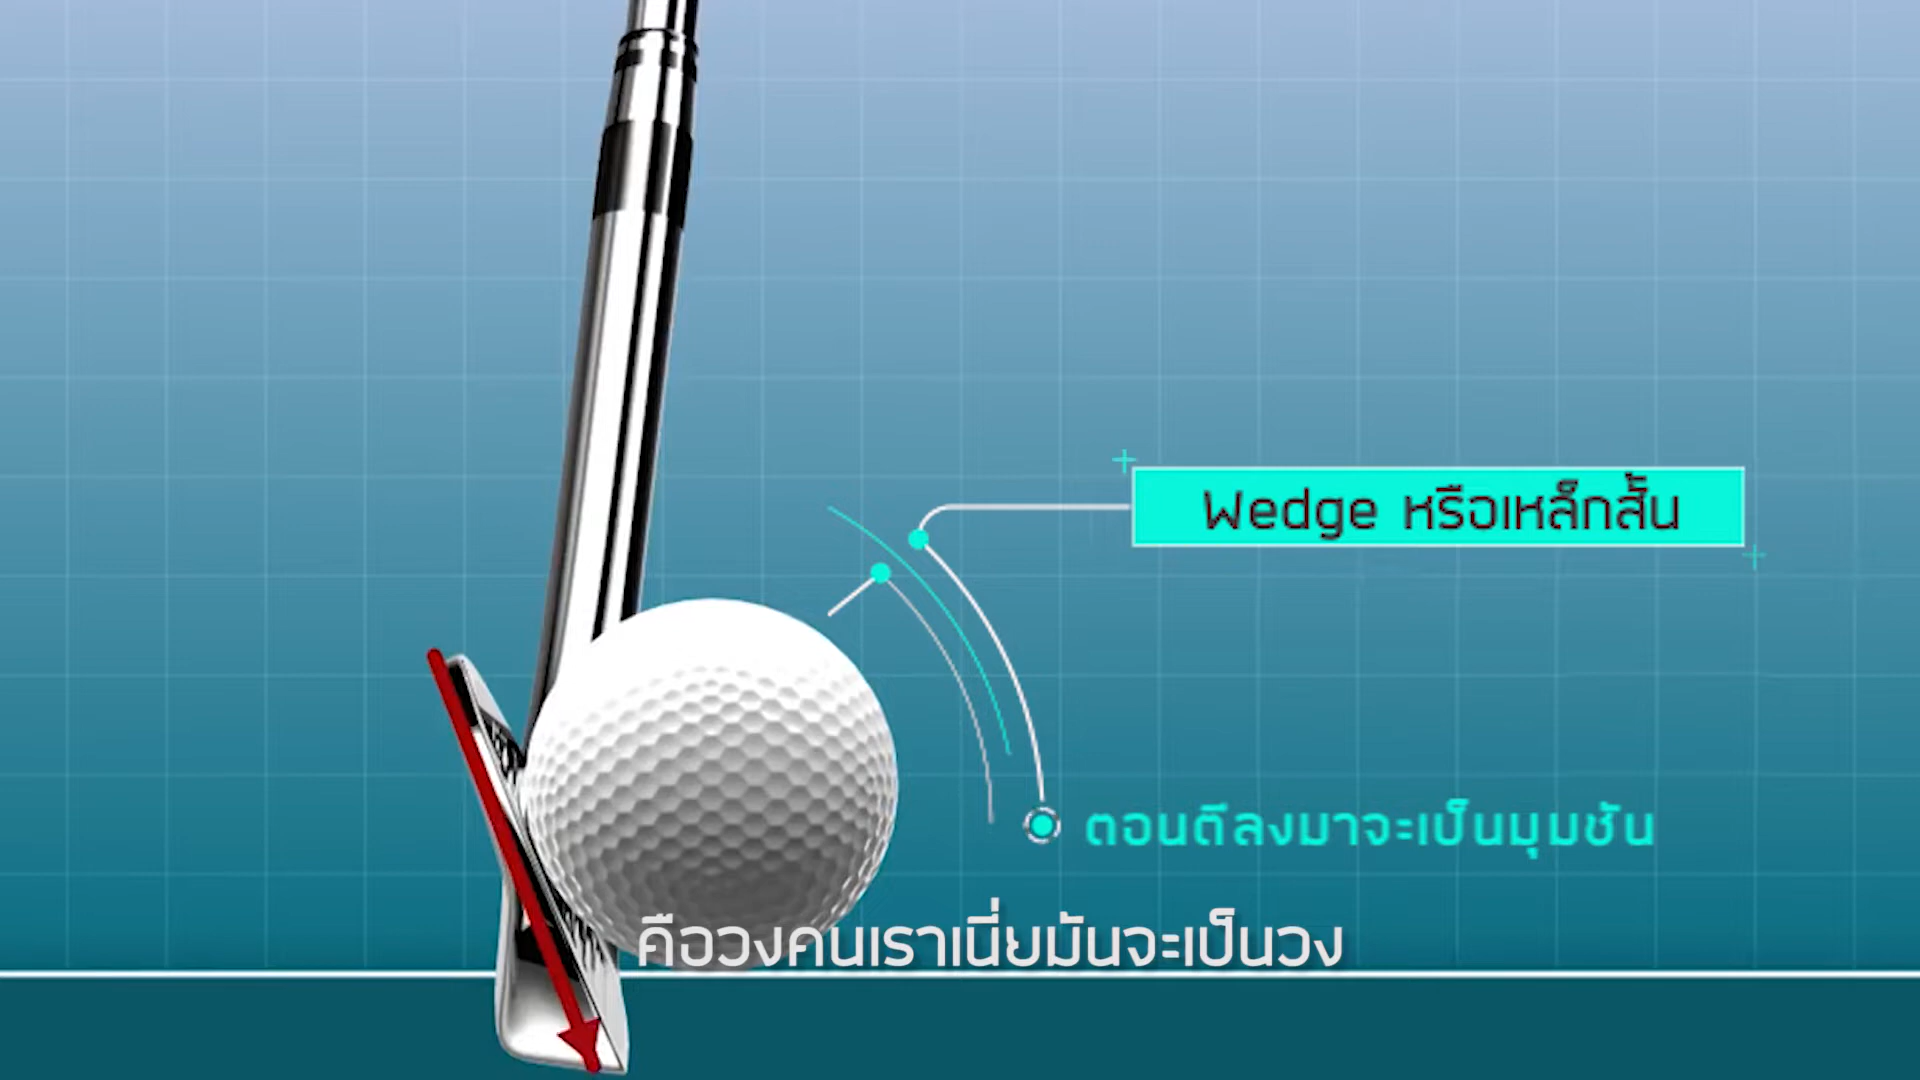 Wedge หรือเหล็กสั้น
ตอนตีลงมาจะเป็นมุมชัน
คือวงคนเราเนี่ยมันจะเป็นวง